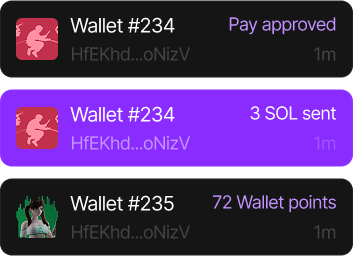 Wallet #234 Pay approved
HfEKhd...oNizV 1m
Wallet #234 3 SOL sent
HfEKhd...oNizV 1m
Wallet #235 72 Wallet points
HfEKhd...oNizV 1m